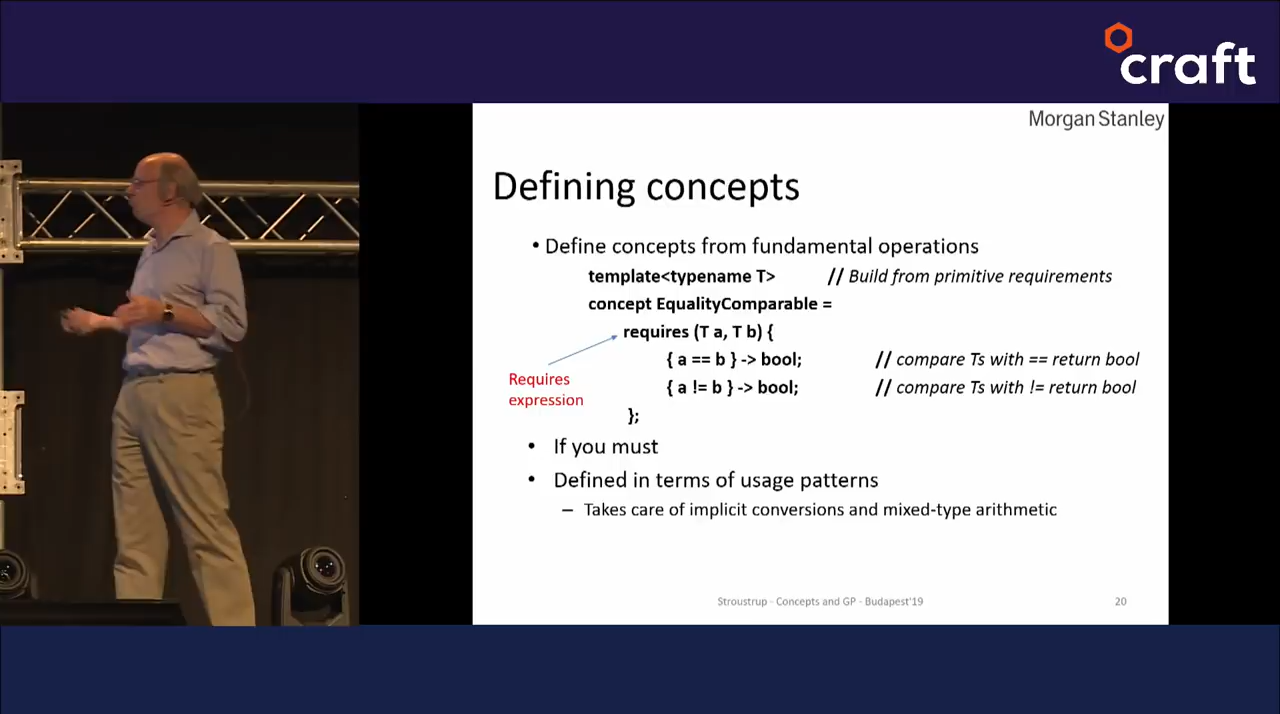 craft
Morgan Stanley
Defining concepts
• Define concepts from fundamental operations
template<typename T> // Build from primitive requirements
concept EqualityComparable =
requires (T a, T b) {
{ a == b } -> bool; // compare Ts with == return bool
{ a != b } -> bool; // compare Ts with != return bool
};
Requires
expression
• If you must
• Defined in terms of usage patterns
– Takes care of implicit conversions and mixed-type arithmetic
Stroustrup - Concepts and GP - Budapest'19 20